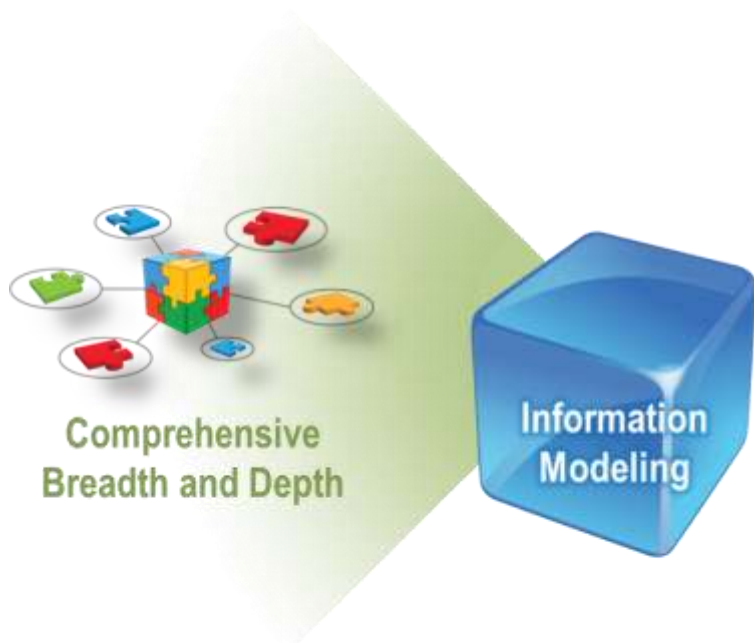 Comprehensive
Breadth and Depth
Information
Modeling